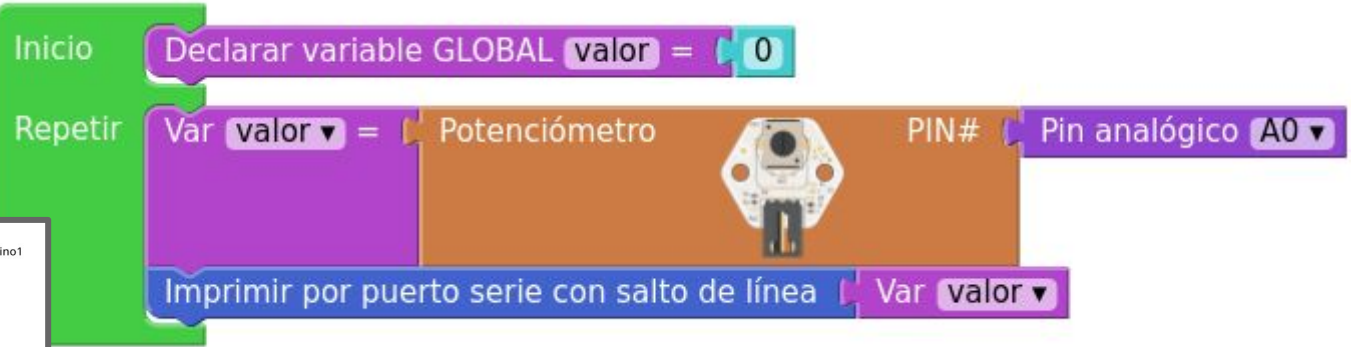 Inicio Declarar variable GLOBAL valor = 0
Repetir Var valor ▾ = Potenciómetro PIN# Pin analógico A0 ▾
ino1
Imprimir por puerto serie con salto de línea Var valor ▾